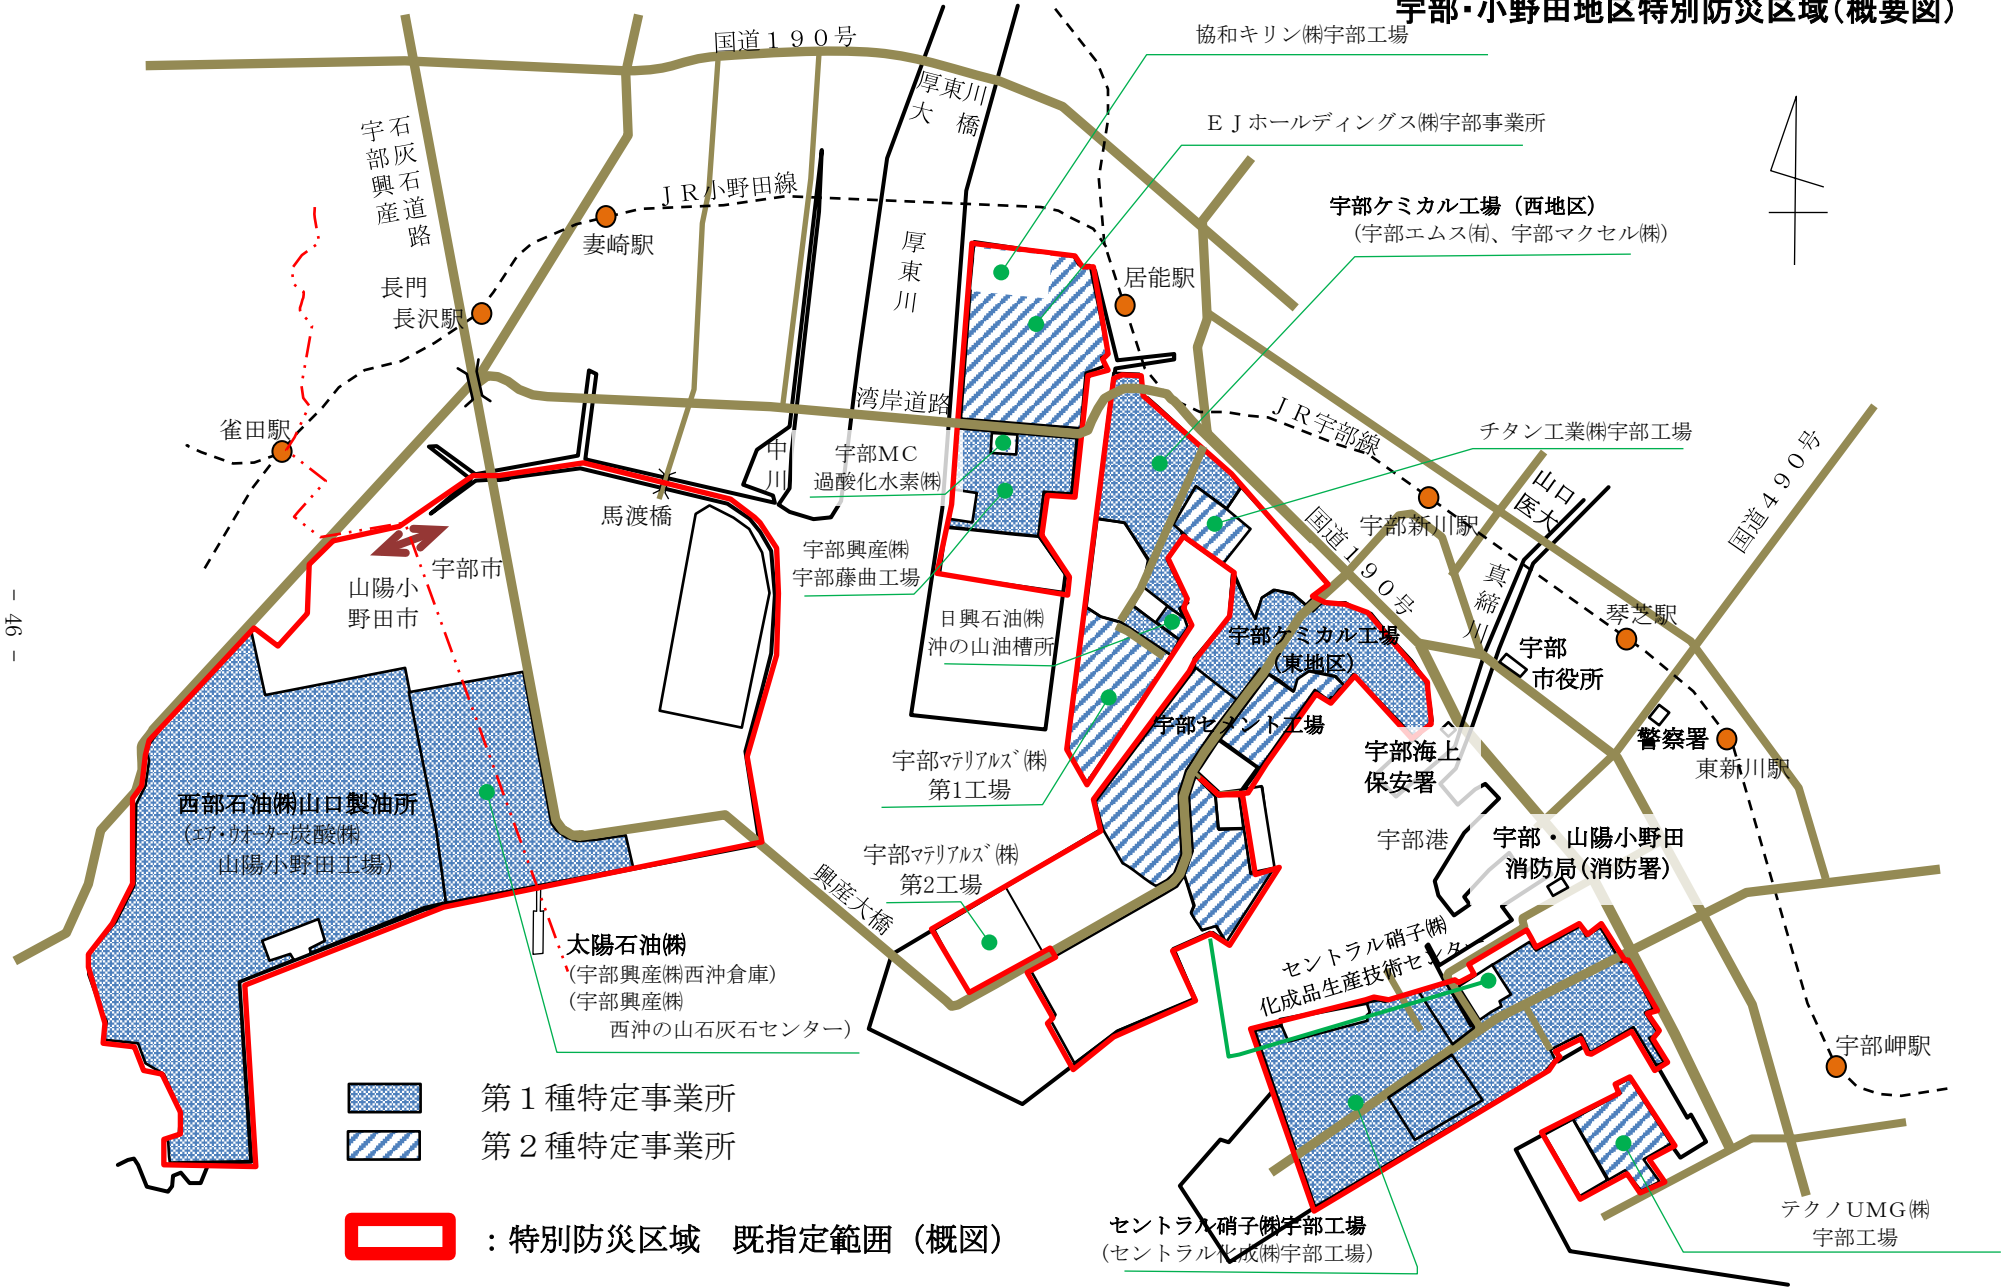 宇部・小野田地区特別防災区域（概要図）
協和キリン㈱宇部工場
国道１９０号
厚東川
大　橋
ＥＪホールディングス㈱宇部事業所
宇部興産
石灰石道路
ＪＲ小野田線
宇部ケミカル工場（西地区）
（宇部エムス㈲、宇部マクセル㈱）
妻崎駅
厚東川
居能駅
長門
長沢駅
湾岸道路
ＪＲ宇部線
雀田駅
中川
宇部ＭＣ
過酸化水素㈱
チタン工業㈱宇部工場
国道４９０号
山口
医大
馬渡橋
国道１９０号
宇部新川駅
宇部興産㈱
宇部藤曲工場
宇部市
山陽小
野田市
真締川
琴芝駅
日興石油㈱
沖の山油槽所
宇部ケミカル工場
（東地区）
宇部
市役所
宇部セメント工場
警察署
東新川駅
宇部海上
保安署
宇部ﾏﾃﾘｱﾙｽﾞ㈱
第1工場
西部石油㈱山口製油所
（ｴｱ・ｳｵｰﾀｰ炭酸㈱
山陽小野田工場）
宇部港
宇部・山陽小野田
消防局（消防署）
宇部ﾏﾃﾘｱﾙｽﾞ㈱
第2工場
興産大橋
太陽石油㈱
（宇部興産㈱西沖倉庫）
（宇部興産㈱
西沖の山石灰石センター）
セントラル硝子㈱
化成品生産技術センター
宇部岬駅
第１種特定事業所
第２種特定事業所
：特別防災区域　既指定範囲（概図）
セントラル硝子㈱宇部工場
（セントラル化成㈱宇部工場）
テクノUMG㈱
宇部工場
－ 46 －